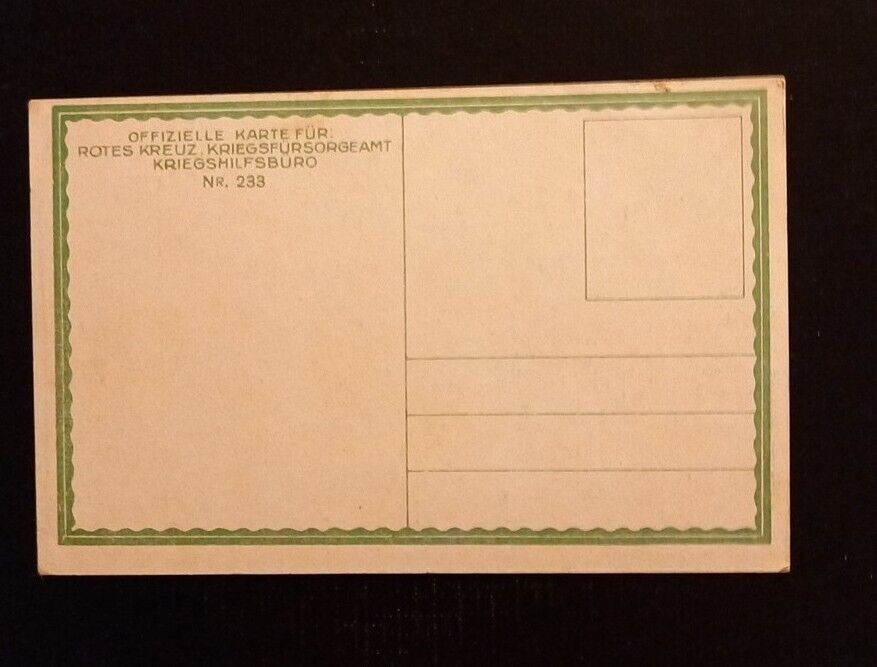 OFFIZIELLE KARTE FÜR:
ROTES KREUZ, KRIEGSFÜRSORGEAMT
KRIEGSHILFSBÜRO
NR. 233